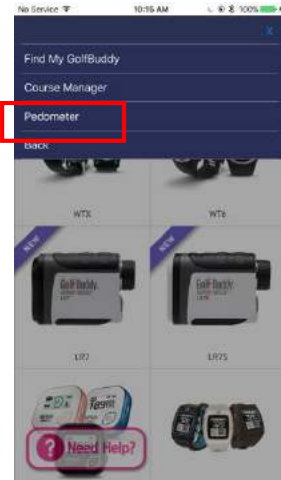 No Service 10:15 AM 100%
X
Find My GolfBuddy
Course Manager
Pedometer
Back
WTX WT6
NEW NEW
GolfBuddy GolfBuddy
LR7 LR7S
? Need Help?